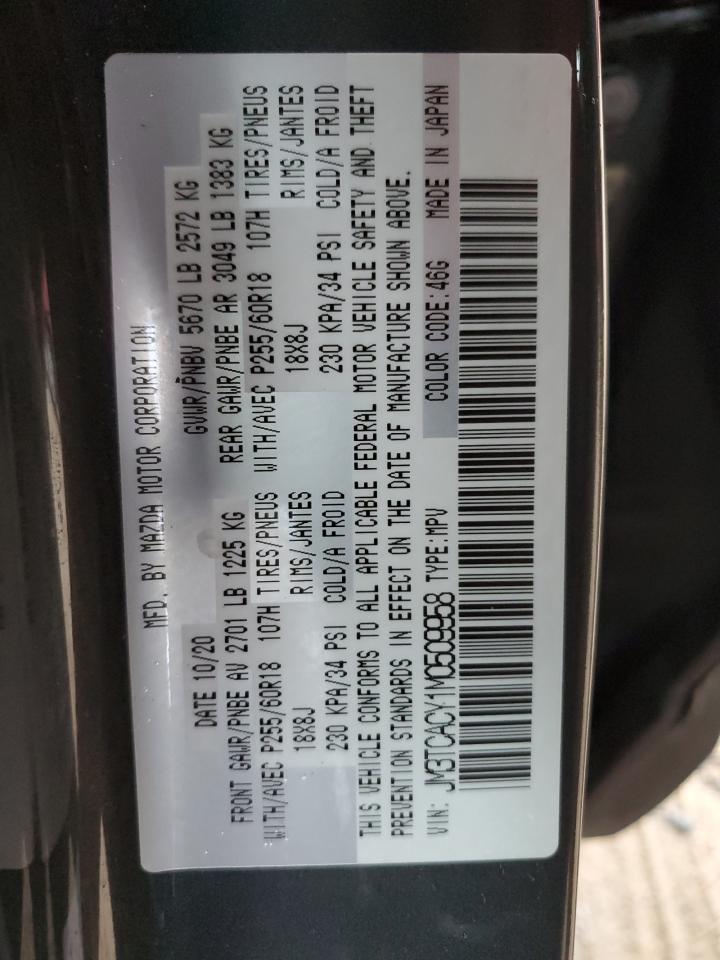 MFD. BY MAZDA MOTOR CORPORATION
DATE 10/20 GVWR/PNBV 5670 LB 2572 KG
FRONT GAWR/PNBE AV 2701 LB 1225 KG REAR GAWR/PNBE AR 3049 LB 1383 KG
WITH/AVEC P255/60R18 107H TIRES/PNEUS WITH/AVEC P255/60R18 107H TIRES/PNEUS
18X8J RIMS/JANTES 18X8J RIMS/JANTES
230 KPA/34 PSI COLD/A FROID 230 KPA/34 PSI COLD/A FROID
THIS VEHICLE CONFORMS TO ALL APPLICABLE FEDERAL MOTOR VEHICLE SAFETY AND THEFT
PREVENTION STANDARDS IN EFFECT ON THE DATE OF MANUFACTURE SHOWN ABOVE.
VIN: JM3TCACY1M0509958 TYPE:MPV COLOR CODE:46G MADE IN JAPAN